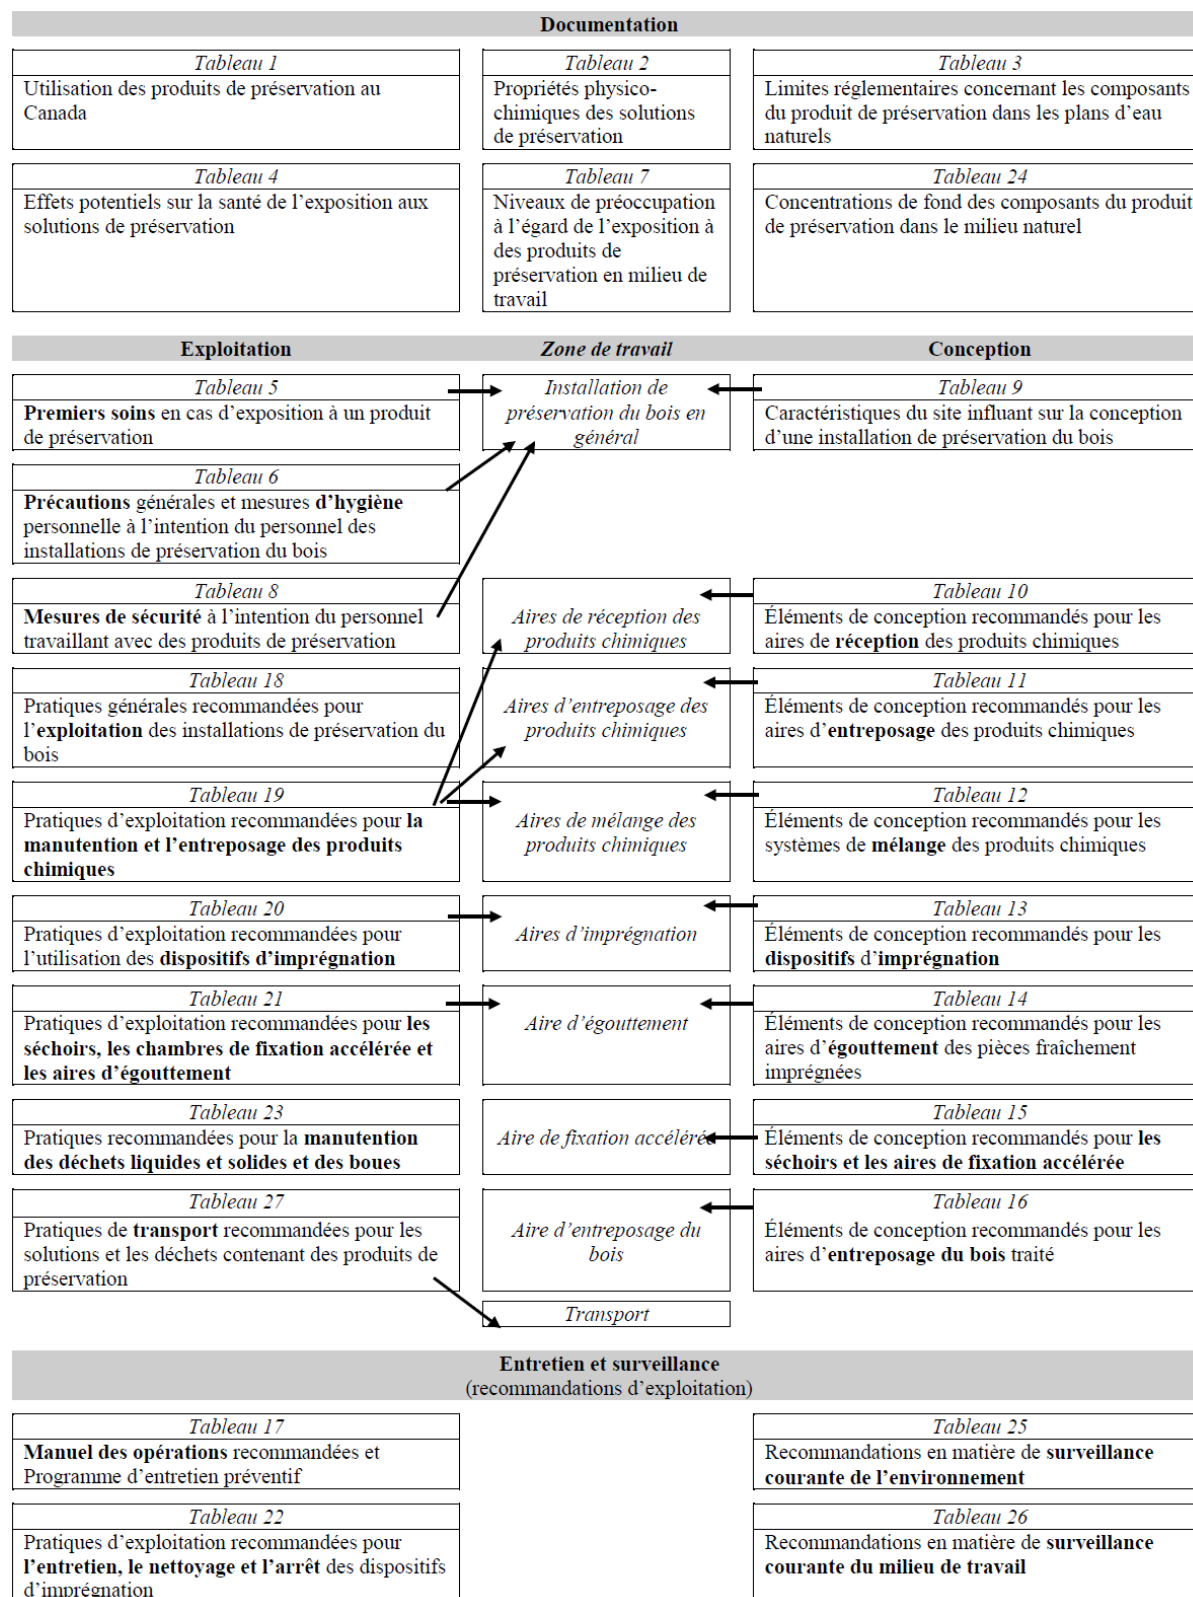 Documentation
Tableau 1
Utilisation des produits de préservation au
Canada
Tableau 2
Propriétés physico-
chimiques des solutions
de préservation
Tableau 3
Limites réglementaires concernant les composants
du produit de préservation dans les plans d'eau
naturels
Tableau 4
Effets potentiels sur la santé de l'exposition aux
solutions de préservation
Tableau 7
Niveaux de préoccupation
à l'égard de l'exposition à
des produits de
préservation en milieu de
travail
Tableau 24
Concentrations de fond des composants du produit
de préservation dans le milieu naturel
Exploitation
Zone de travail
Conception
Tableau 5
Premiers soins en cas d'exposition à un produit
de préservation
Installation de
préservation du bois en
général
Tableau 9
Caractéristiques du site influant sur la conception
d'une installation de préservation du bois
Tableau 6
Précautions générales et mesures d'hygiène
personnelle à l'intention du personnel des
installations de préservation du bois
Tableau 8
Mesures de sécurité à l'intention du personnel
travaillant avec des produits de préservation
Aires de réception des
produits chimiques
Tableau 10
Éléments de conception recommandés pour les
aires de réception des produits chimiques
Tableau 18
Pratiques générales recommandées pour
l'exploitation des installations de préservation du
bois
Aires d'entreposage des
produits chimiques
Tableau 11
Éléments de conception recommandés pour les
aires d'entreposage des produits chimiques
Tableau 19
Pratiques d'exploitation recommandées pour la
manutention et l'entreposage des produits
chimiques
Aires de mélange des
produits chimiques
Tableau 12
Éléments de conception recommandés pour les
systèmes de mélange des produits chimiques
Tableau 20
Pratiques d'exploitation recommandées pour
l'utilisation des dispositifs d'imprégnation
Aires d'imprégnation
Tableau 13
Éléments de conception recommandés pour les
dispositifs d'imprégnation
Tableau 21
Pratiques d'exploitation recommandées pour les
séchoirs, les chambres de fixation accélérée et
les aires d'égouttement
Aire d'égouttement
Tableau 14
Éléments de conception recommandés pour les
aires d'égouttement des pièces fraîchement
imprégnées
Tableau 23
Pratiques recommandées pour la manutention
des déchets liquides et solides et des boues
Aire de fixation accélérée
Tableau 15
Éléments de conception recommandés pour les
séchoirs et les aires de fixation accélérée
Tableau 27
Pratiques de transport recommandées pour les
solutions et les déchets contenant des produits de
préservation
Aire d'entreposage du
bois
Tableau 16
Éléments de conception recommandés pour les
aires d'entreposage du bois traité
Transport
Entretien et surveillance
(recommandations d'exploitation)
Tableau 17
Manuel des opérations recommandées et
Programme d'entretien préventif
Tableau 25
Recommandations en matière de surveillance
courante de l'environnement
Tableau 22
Pratiques d'exploitation recommandées pour
l'entretien, le nettoyage et l'arrêt des dispositifs
d'imprégnation
Tableau 26
Recommandations en matière de surveillance
courante du milieu de travail